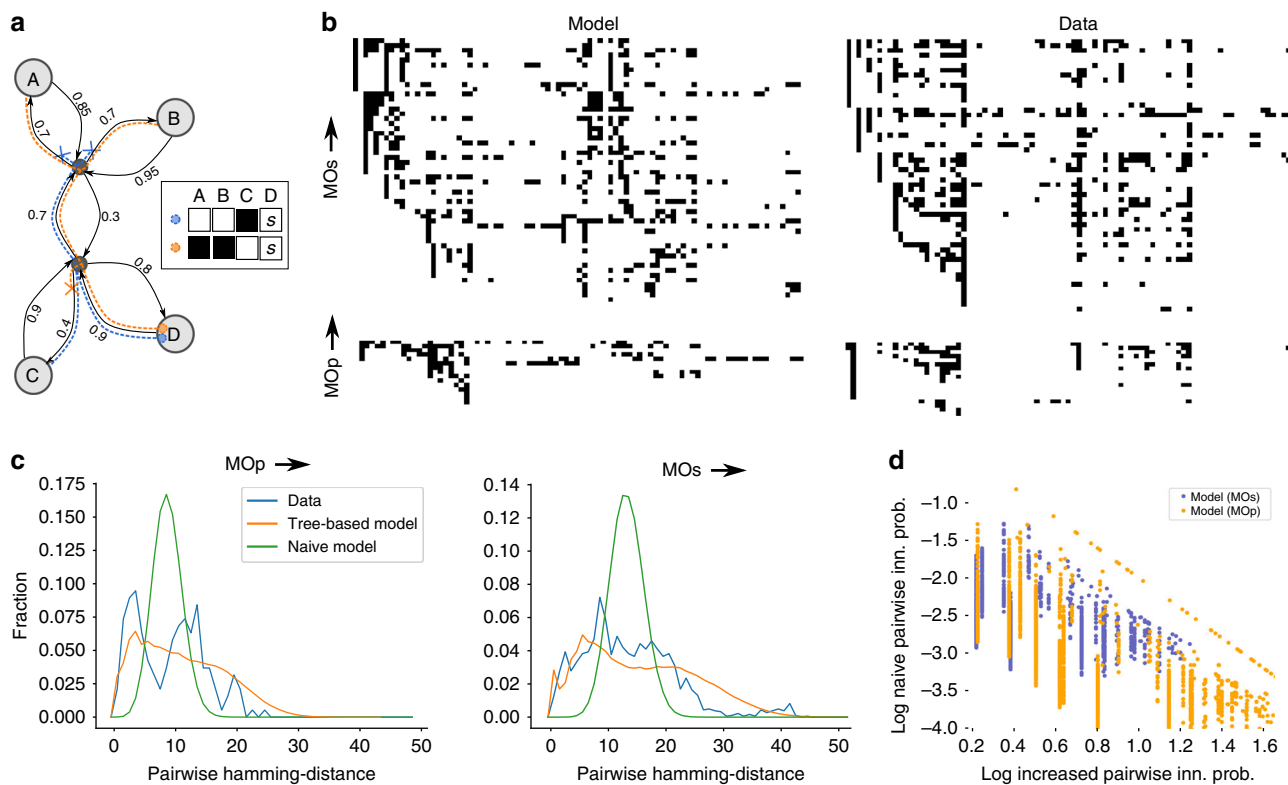 a
A
B
C
D
0.85
0.7
0.7
0.95
0.7
0.3
0.8
0.9
0.4
0.9
A B C D
s
s
b
Model
Data
MOs
MOp
c
MOp
Fraction
0.175
0.150
0.125
0.100
0.075
0.050
0.025
0.000
Data
Tree-based model
Naive model
0 10 20 30 40 50
Pairwise hamming-distance
MOs
0.14
0.12
0.10
0.08
0.06
0.04
0.02
0.00
0 10 20 30 40 50
Pairwise hamming-distance
d
Log naive pairwise inn. prob.
−1.0
−1.5
−2.0
−2.5
−3.0
−3.5
−4.0
Model (MOs)
Model (MOp)
0.2 0.4 0.6 0.8 1.0 1.2 1.4 1.6
Log increased pairwise inn. prob.